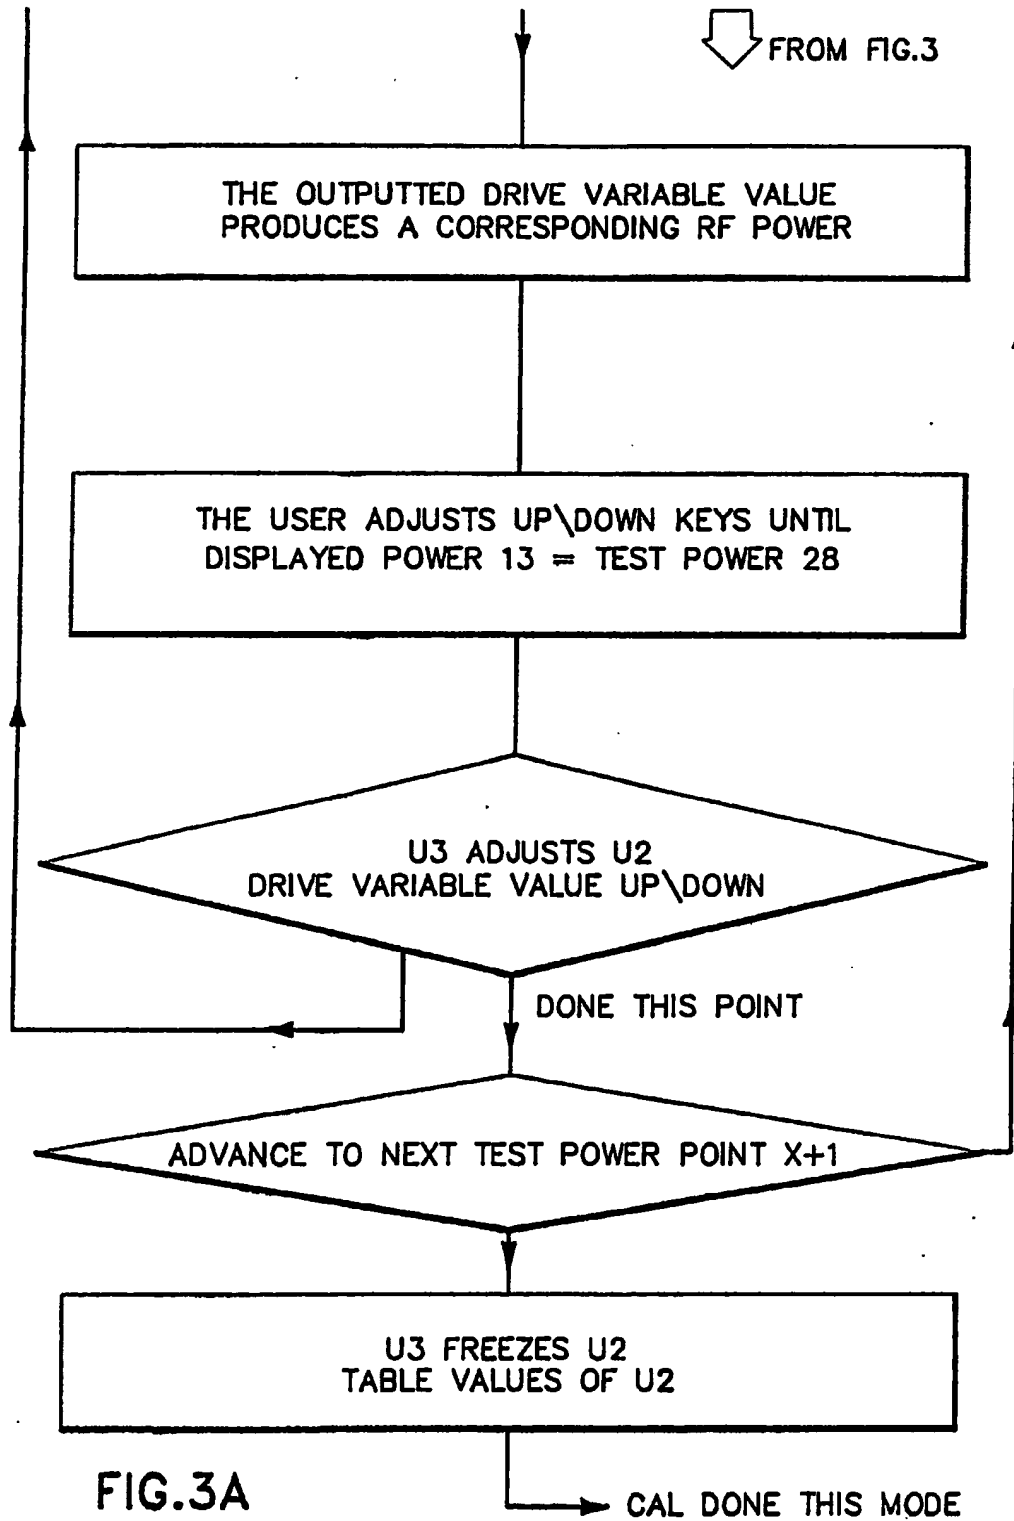 FROM FIG.3
THE OUTPUTTED DRIVE VARIABLE VALUE
PRODUCES A CORRESPONDING RF POWER
THE USER ADJUSTS UP\DOWN KEYS UNTIL
DISPLAYED POWER 13 = TEST POWER 28
U3 ADJUSTS U2
DRIVE VARIABLE VALUE UP\DOWN
DONE THIS POINT
ADVANCE TO NEXT TEST POWER POINT X+1
U3 FREEZES U2
TABLE VALUES OF U2
FIG.3A
CAL DONE THIS MODE